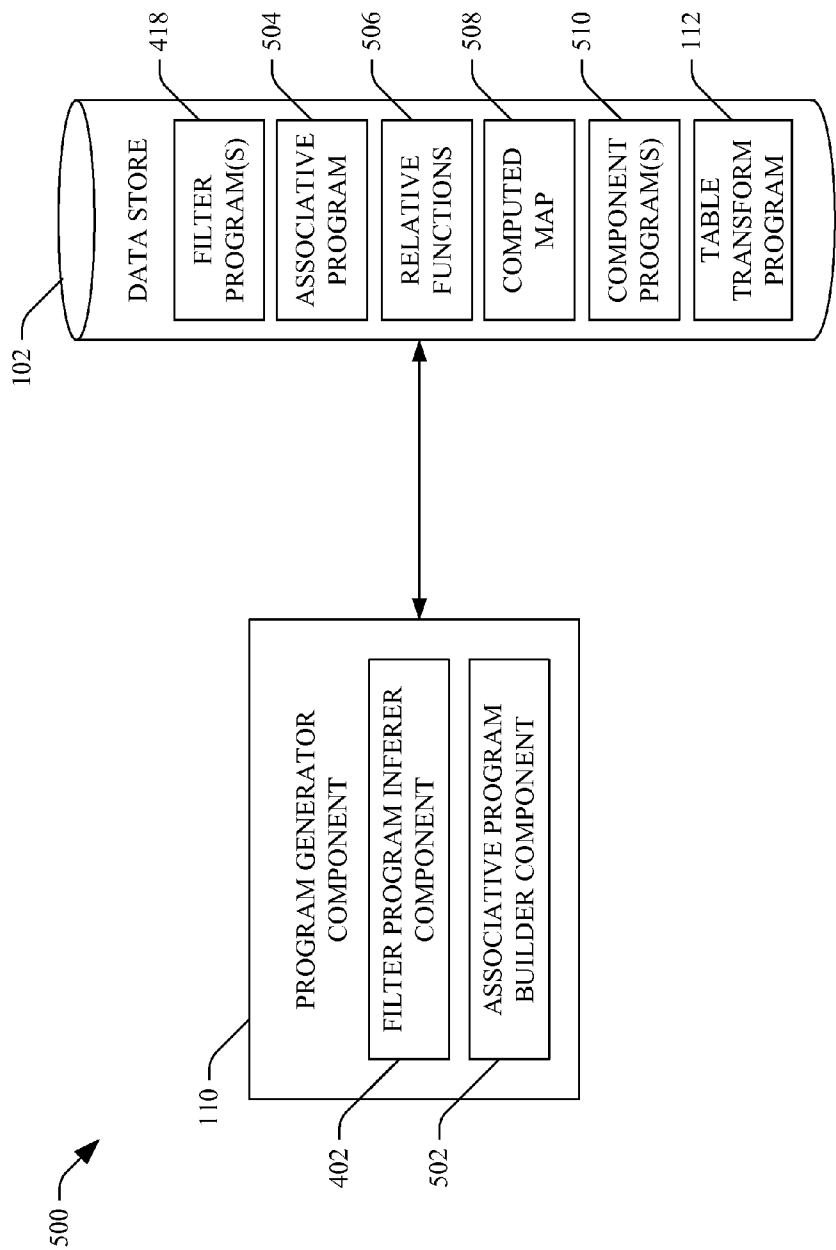 500
110
PROGRAM GENERATOR
COMPONENT
402
FILTER PROGRAM INFERER
COMPONENT
502
ASSOCIATIVE PROGRAM
BUILDER COMPONENT
102
DATA STORE
418
FILTER
PROGRAM(S)
504
ASSOCIATIVE
PROGRAM
506
RELATIVE
FUNCTIONS
508
COMPUTED
MAP
510
COMPONENT
PROGRAM(S)
112
TABLE
TRANSFORM
PROGRAM